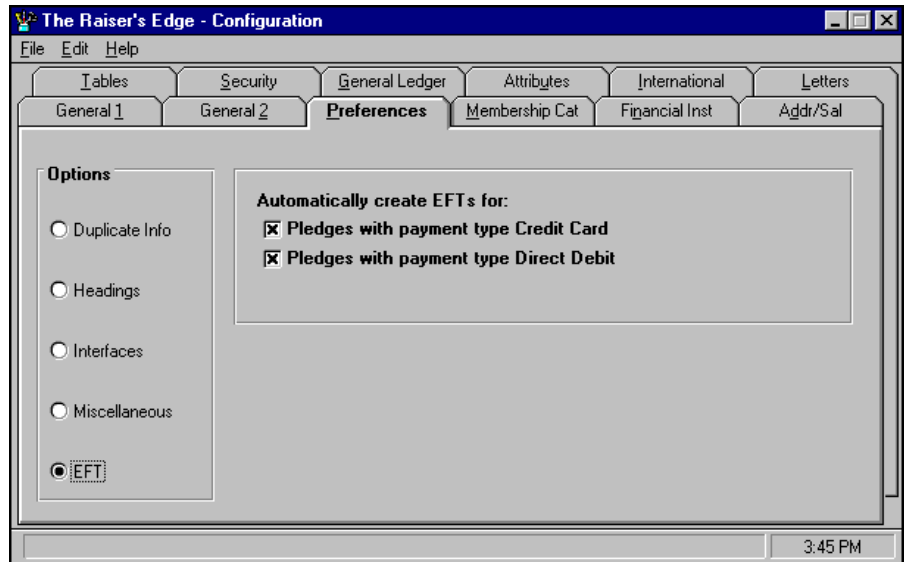 The Raiser's Edge - Configuration
File Edit Help
Tables Security General Ledger Attributes International Letters
General 1 General 2 Preferences Membership Cat Financial Inst Addr/Sal
Options
Automatically create EFTs for:
Pledges with payment type Credit Card
Pledges with payment type Direct Debit
Duplicate Info
Headings
Interfaces
Miscellaneous
EFT
3:45 PM